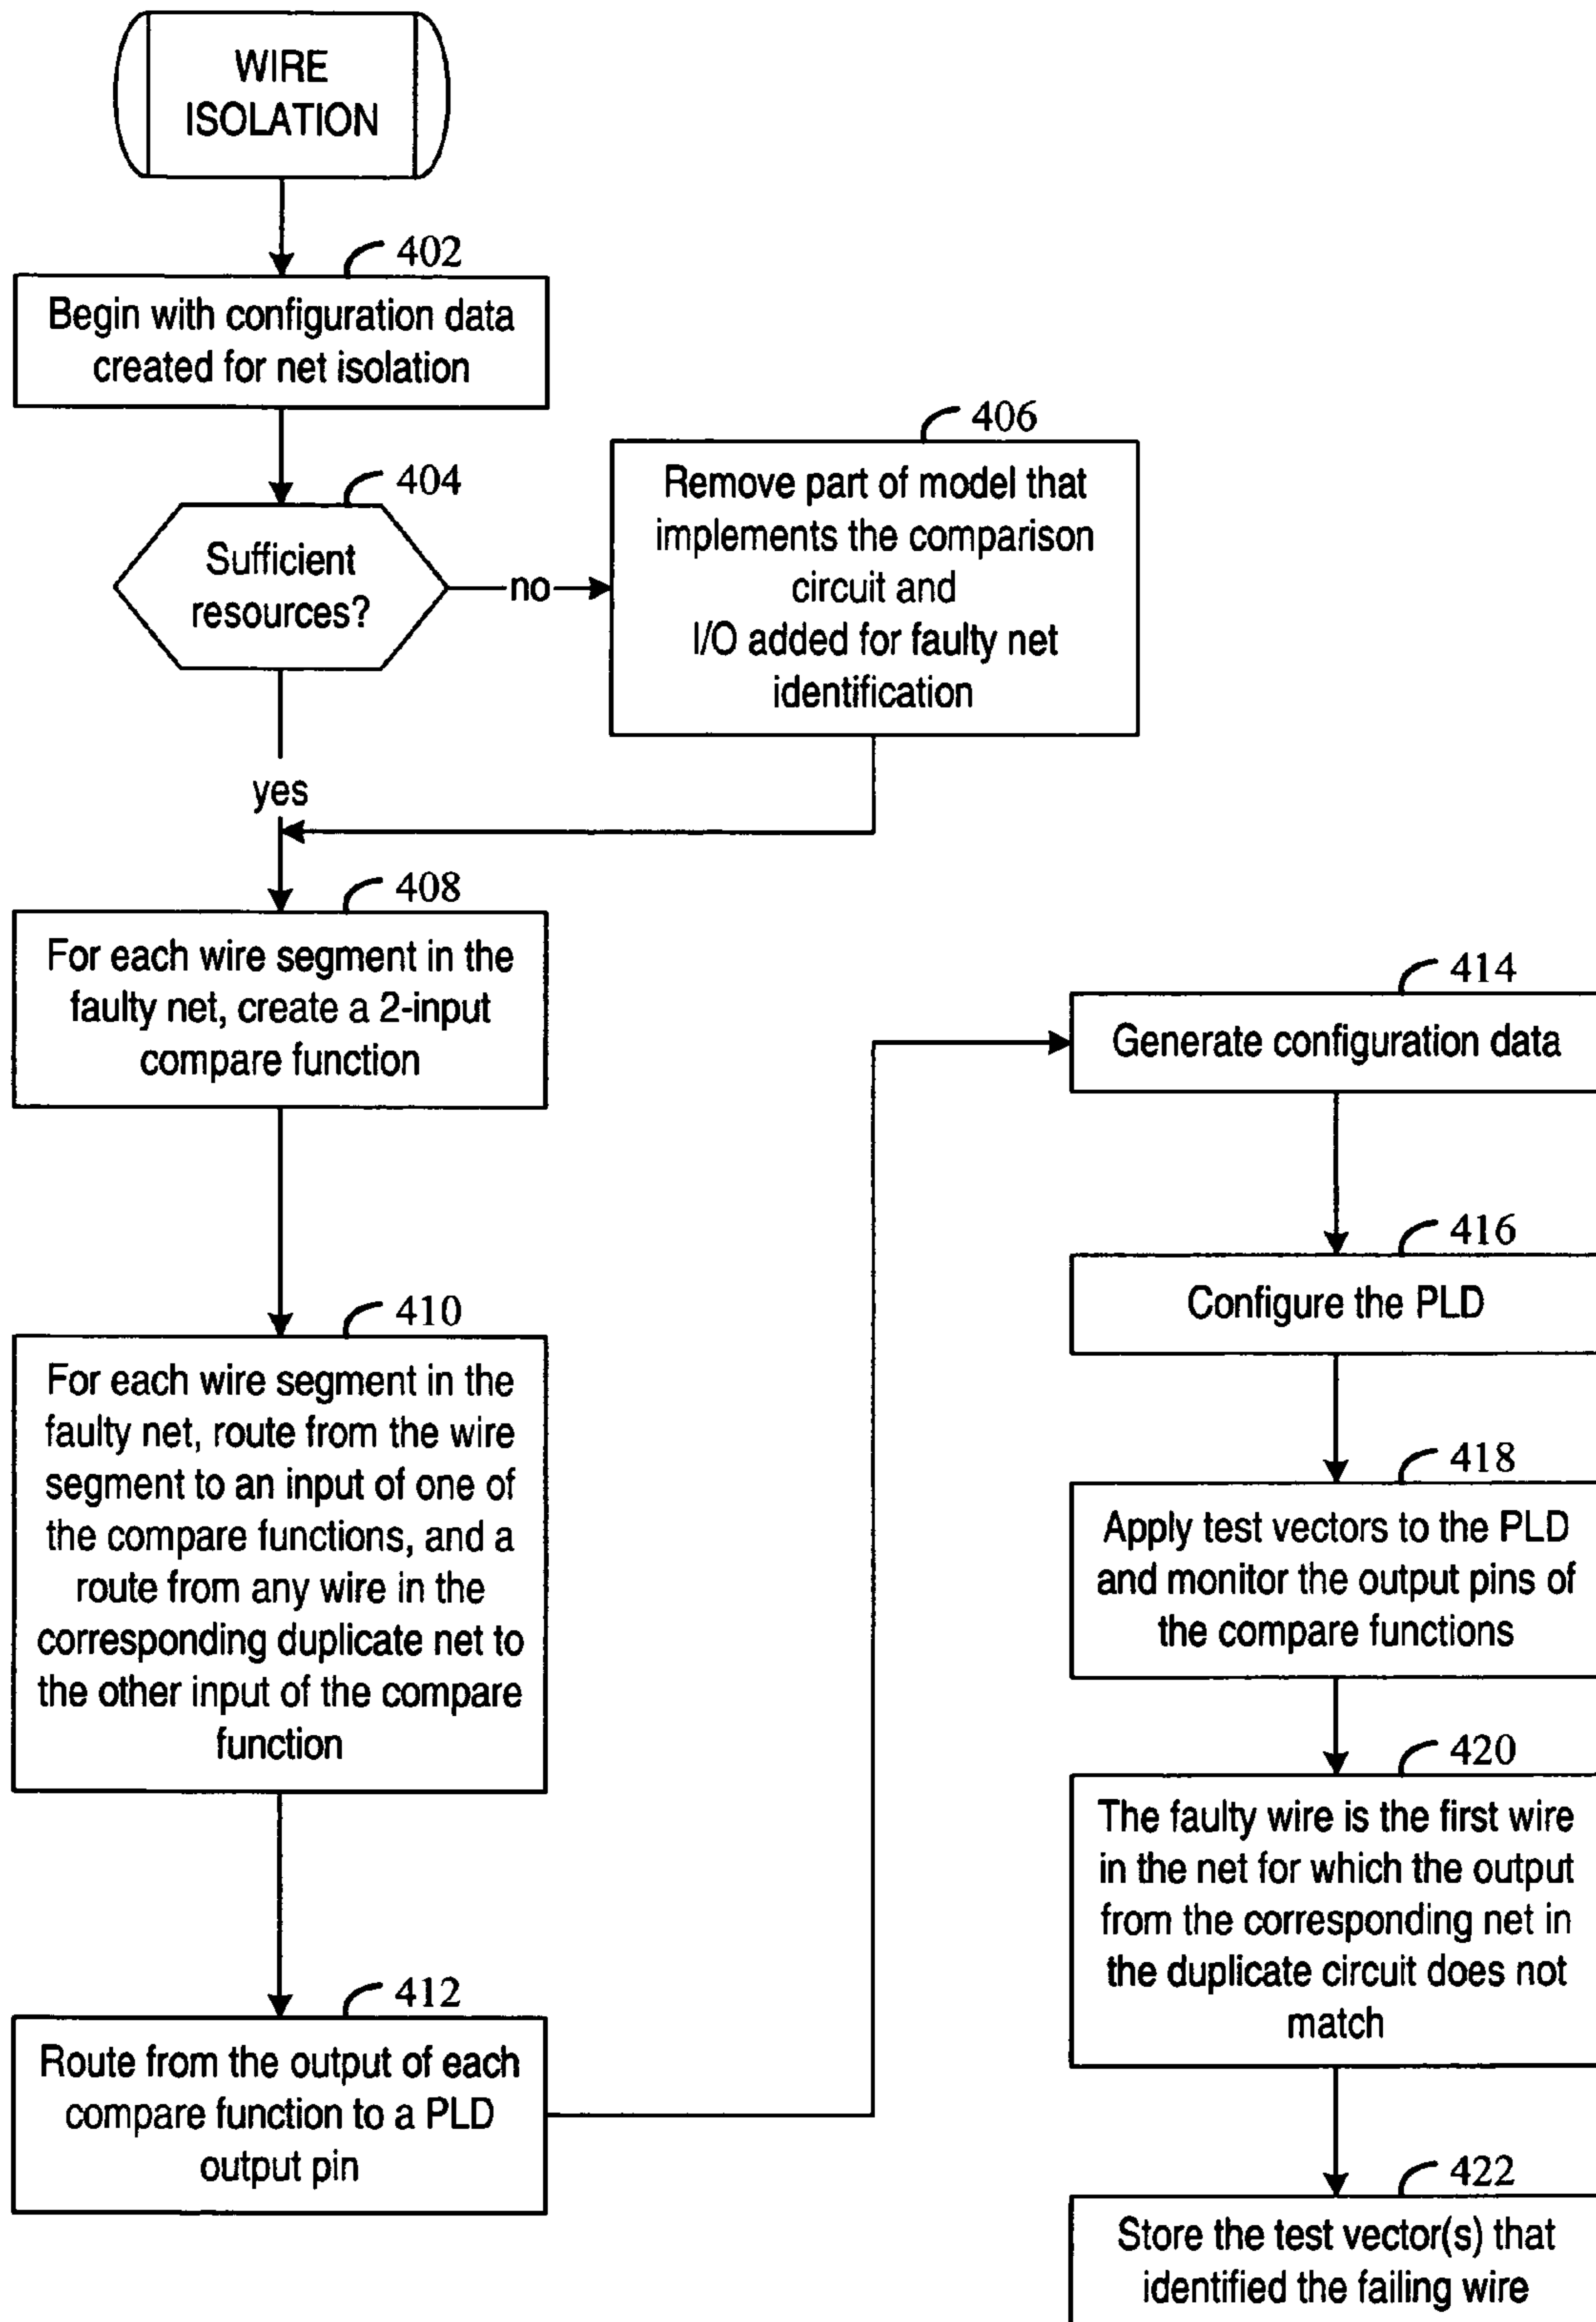 WIRE
ISOLATION
402
Begin with configuration data
created for net isolation
404
Sufficient
resources?
no
406
Remove part of model that
implements the comparison
circuit and
I/O added for faulty net
identification
yes
408
For each wire segment in the
faulty net, create a 2-input
compare function
410
For each wire segment in the
faulty net, route from the wire
segment to an input of one of
the compare functions, and a
route from any wire in the
corresponding duplicate net to
the other input of the compare
function
412
Route from the output of each
compare function to a PLD
output pin
414
Generate configuration data
416
Configure the PLD
418
Apply test vectors to the PLD
and monitor the output pins of
the compare functions
420
The faulty wire is the first wire
in the net for which the output
from the corresponding net in
the duplicate circuit does not
match
422
Store the test vector(s) that
identified the failing wire